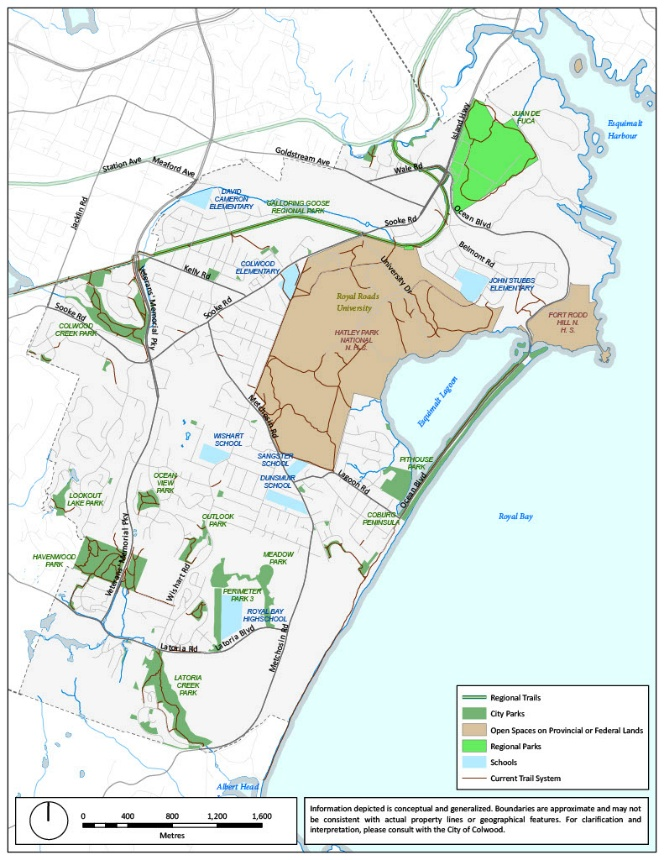 JUAN DE
FUCA
Island Hwy
Esquimalt
Harbour
Goldstream Ave
Station Ave
Meaford Ave
Wale Rd
DAVID
CAMERON
ELEMENTARY
Jacklin Rd
GALLOPING GOOSE
REGIONAL PARK
Sooke Rd
Ocean Blvd
Belmont Rd
COLWOOD
ELEMENTARY
Kelly Rd
Veterans' Memorial Pky
University Dr
JOHN STUBBS
ELEMENTARY
Royal Roads
University
Sooke Rd
Sooke Rd
COLWOOD
CREEK PARK
HATLEY PARK
NATIONAL
FORT RODD
HILL N.
H. S.
Esquimalt Lagoon
Metchosin Rd
WISHART
SCHOOL
SANGSTER
SCHOOL
DUNSMUIR
SCHOOL
PITHOUSE
PARK
Lagoon Rd
Ocean Blvd
OCEAN
VIEW
PARK
LOOKOUT
LAKE PARK
OUTLOOK
PARK
COBURG
PENINSULA
Royal Bay
HAVENWOOD
PARK
Veterans' Memorial Pky
Wishart Rd
MEADOW
PARK
PERIMETER
PARK 3
ROYAL BAY
HIGHSCHOOL
Latoria Rd
Latoria Blvd
Metchosin Rd
LATORIA
CREEK
PARK
Albert Head
Regional Trails
City Parks
Open Spaces on Provincial or Federal Lands
Regional Parks
Schools
Current Trail System
0 400 800 1,200 1,600
Metres
Information depicted is conceptual and generalized. Boundaries are approximate and may not
be consistent with actual property lines or geographical features. For clarification and
interpretation, please consult with the City of Colwood.